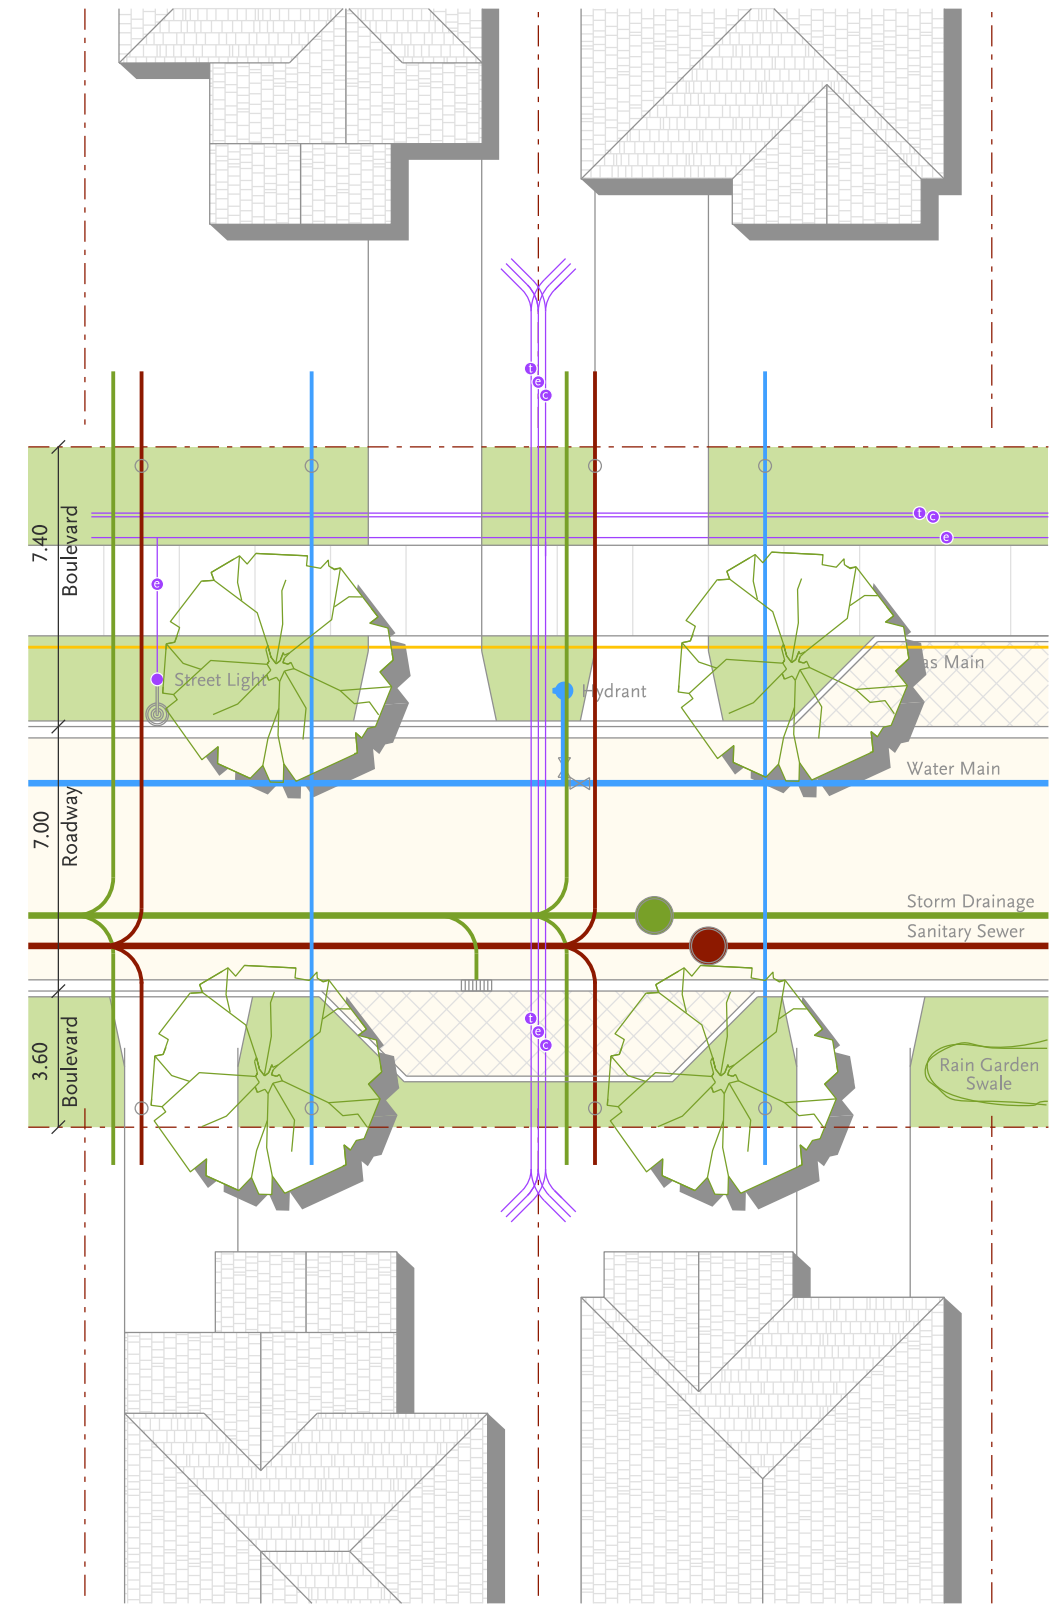 t
e
c
7.40
Boulevard
t
c
e
e
Street Light
as Main
Hydrant
Water Main
7.00
Roadway
Storm Drainage
Sanitary Sewer
t
e
c
3.60
Boulevard
Rain Garden
Swale